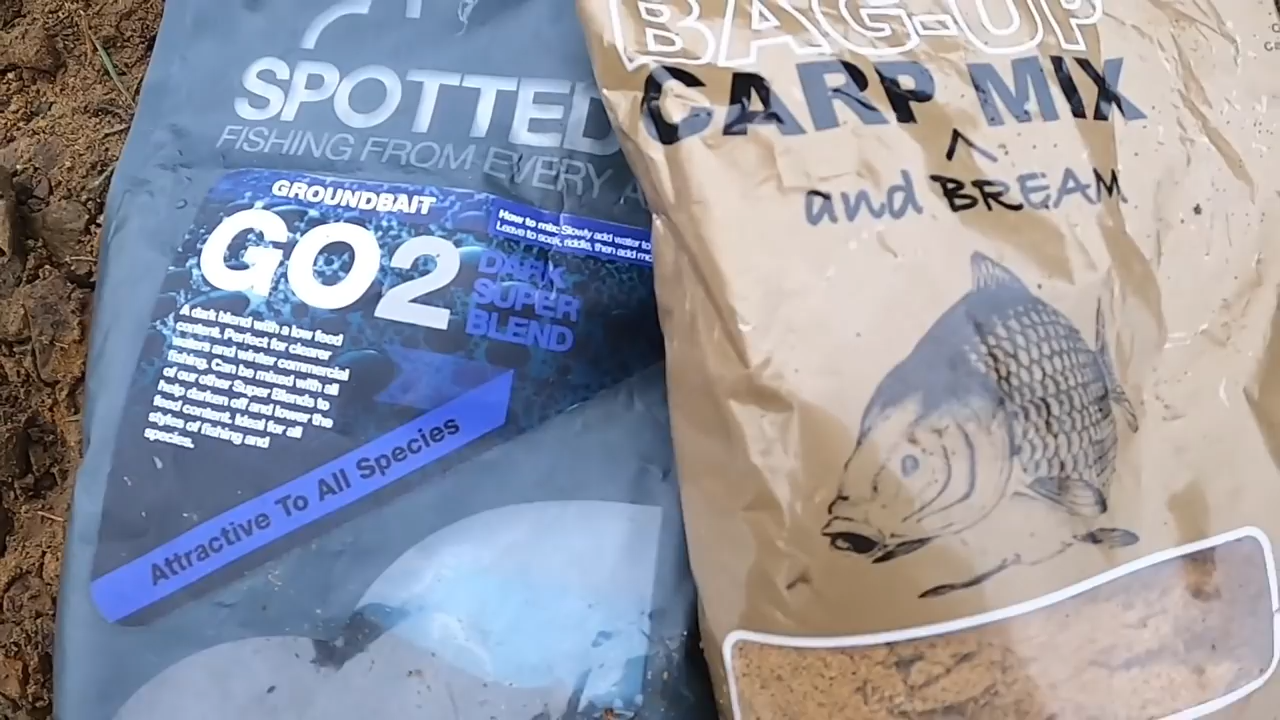 SPOTTED
FISHING FROM EVERY A
GROUNDBAIT
GO2
DARK
SUPER
BLEND
How to mix: Slowly add water to
Leave to soak, riddle, then add mo
A dark blend with a low feed
content. Perfect for clearer
waters and winter commercial
fishing. Can be mixed with all
of our other Super Blends to
help darken off and lower the
feed content. Ideal for all
styles of fishing and
species.
Attractive To All Species
BAG-UP
CARP MIX
and BREAM